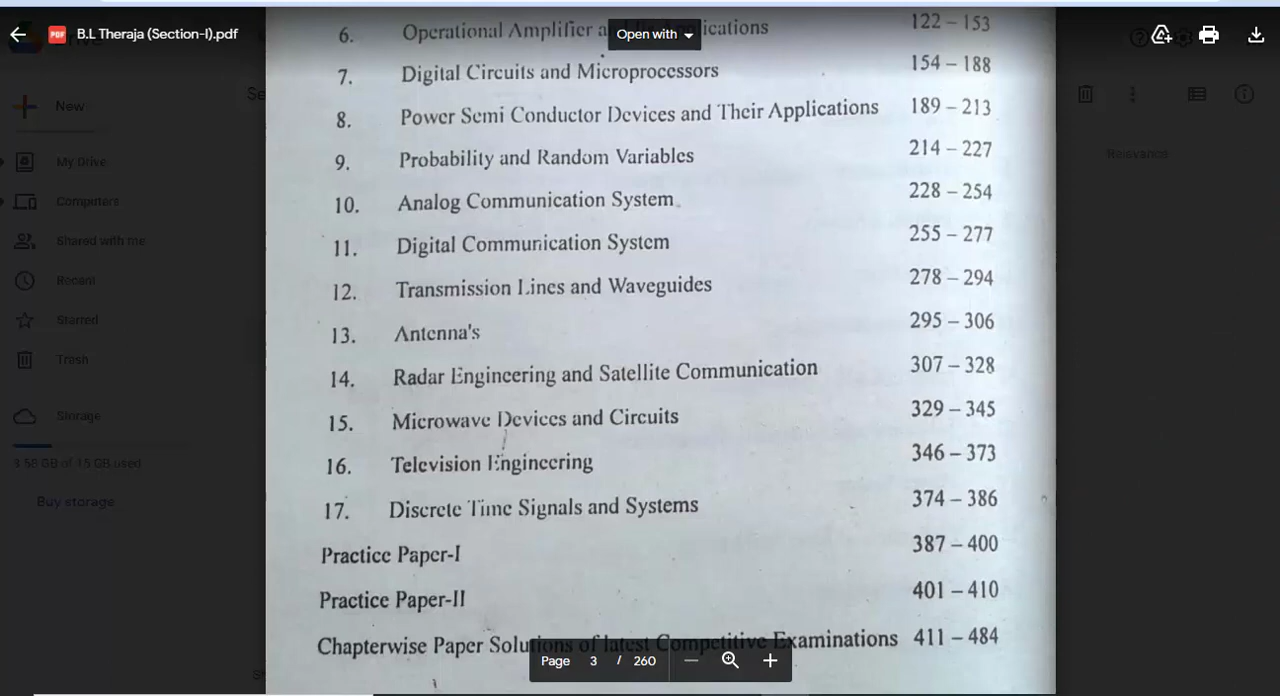 B.L Theraja (Section-I).pdf
Open with
6. Operational Amplifier 122 – 153
7. Digital Circuits and Microprocessors 154 – 188
8. Power Semi Conductor Devices and Their Applications 189 – 213
9. Probability and Random Variables 214 – 227
10. Analog Communication System 228 – 254
11. Digital Communication System 255 – 277
12. Transmission Lines and Waveguides 278 – 294
13. Antenna's 295 – 306
14. Radar Engineering and Satellite Communication 307 – 328
15. Microwave Devices and Circuits 329 – 345
16. Television Engineering 346 – 373
17. Discrete Time Signals and Systems 374 – 386
Practice Paper-I 387 – 400
Practice Paper-II 401 – 410
Chapterwise Paper Solutions of latest Competitive Examinations 411 – 484
Page 3 / 260
New
My Drive
Computers
Shared with me
Recent
Starred
Trash
Storage
3.58 GB of 15 GB used
Buy storage
Relevance